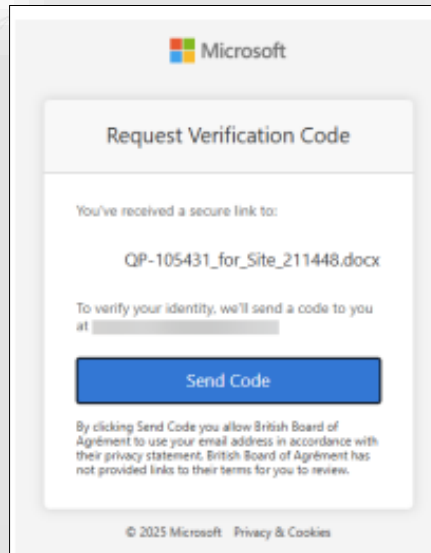 Microsoft
Request Verification Code
You've received a secure link to:
QP-105431_for_Site_211448.docx
To verify your identity, we'll send a code to you
at
Send Code
By clicking Send Code you allow British Board of
Agrément to use your email address in accordance with
their privacy statement. British Board of Agrément has
not provided links to their terms for you to review.
© 2025 Microsoft Privacy & Cookies